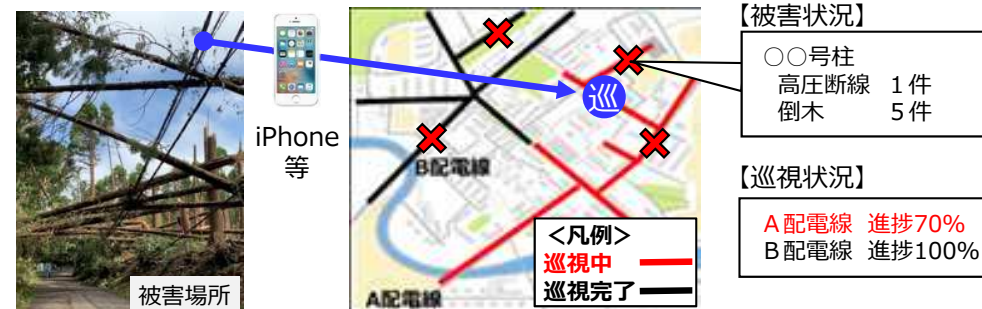 被害場所
iPhone
等
巡
B配電線
A配電線
<凡例>
巡視中
巡視完了
【被害状況】
○○号柱
高圧断線 1件
倒木 5件
【巡視状況】
A配電線 進捗70%
B配電線 進捗100%